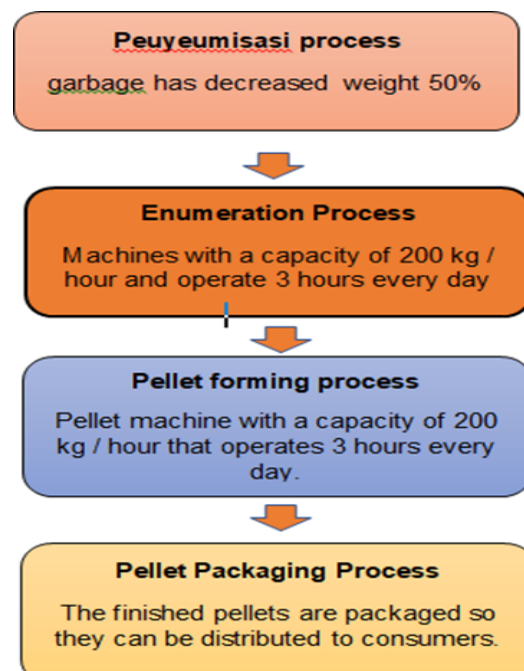 Peuyeumisasi process
garbage has decreased weight 50%
Enumeration Process
Machines with a capacity of 200 kg /
hour and operate 3 hours every day
Pellet forming process
Pellet machine with a capacity of 200
kg / hour that operates 3 hours every
day.
Pellet Packaging Process
The finished pellets are packaged so
they can be distributed to consumers.